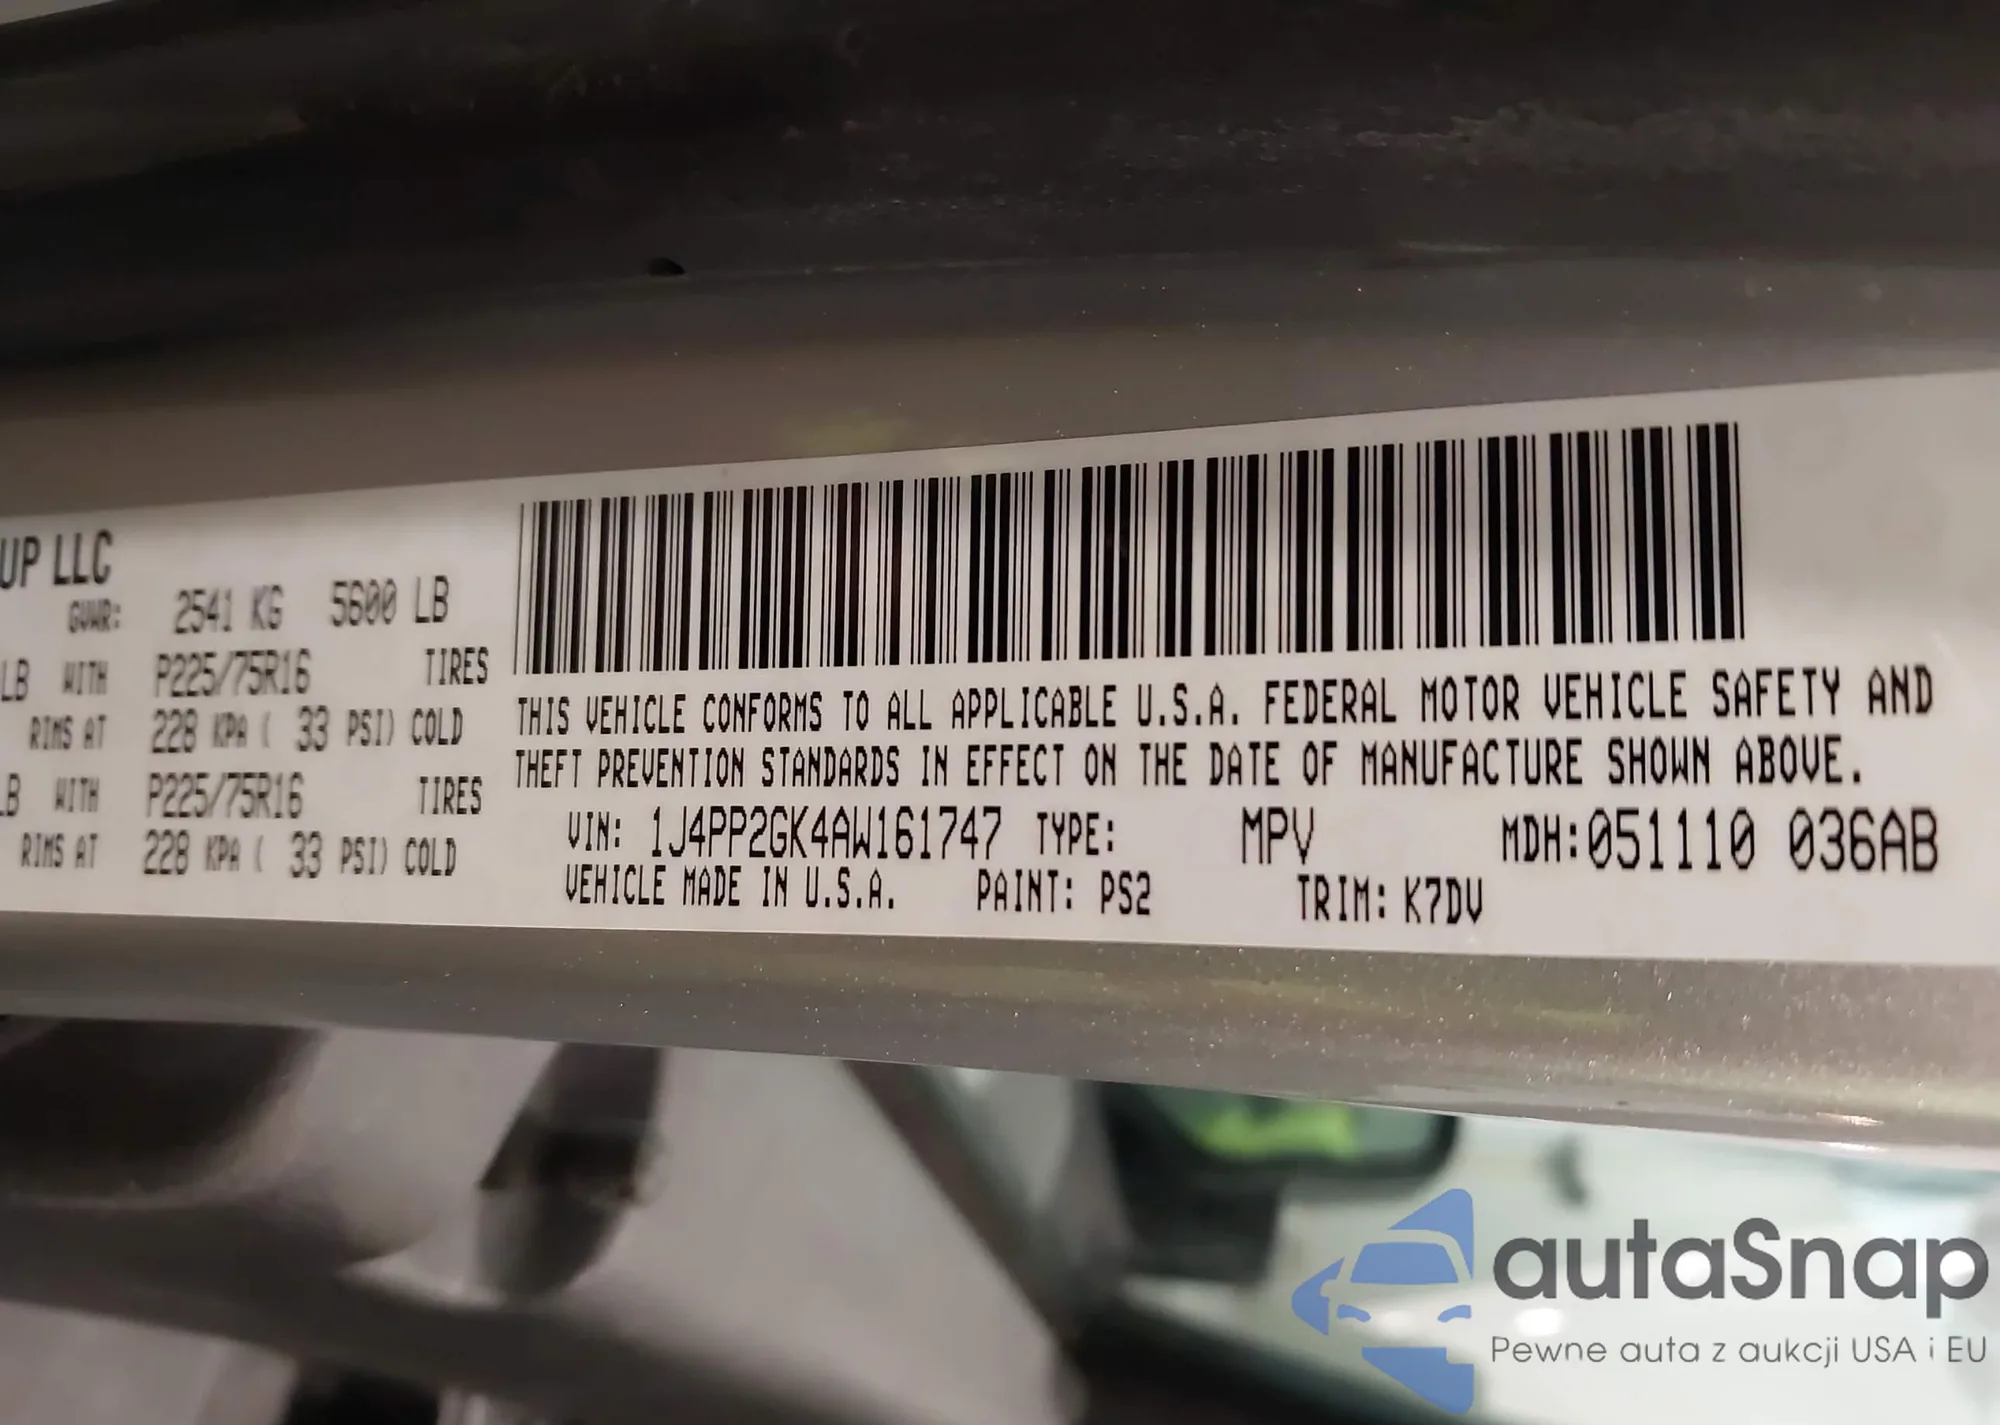 UP LLC
GVWR: 2541 KG 5600 LB
LB WITH P225/75R16 TIRES
RIMS AT 228 KPA ( 33 PSI) COLD
LB WITH P225/75R16 TIRES
RIMS AT 228 KPA ( 33 PSI) COLD
THIS VEHICLE CONFORMS TO ALL APPLICABLE U.S.A. FEDERAL MOTOR VEHICLE SAFETY AND
THEFT PREVENTION STANDARDS IN EFFECT ON THE DATE OF MANUFACTURE SHOWN ABOVE.
VIN: 1J4PP2GK4AW161747 TYPE: MPV MDH:051110 036AB
VEHICLE MADE IN U.S.A. PAINT: PS2 TRIM: K7DV
autaSnap
Pewne auta z aukcji USA i EU